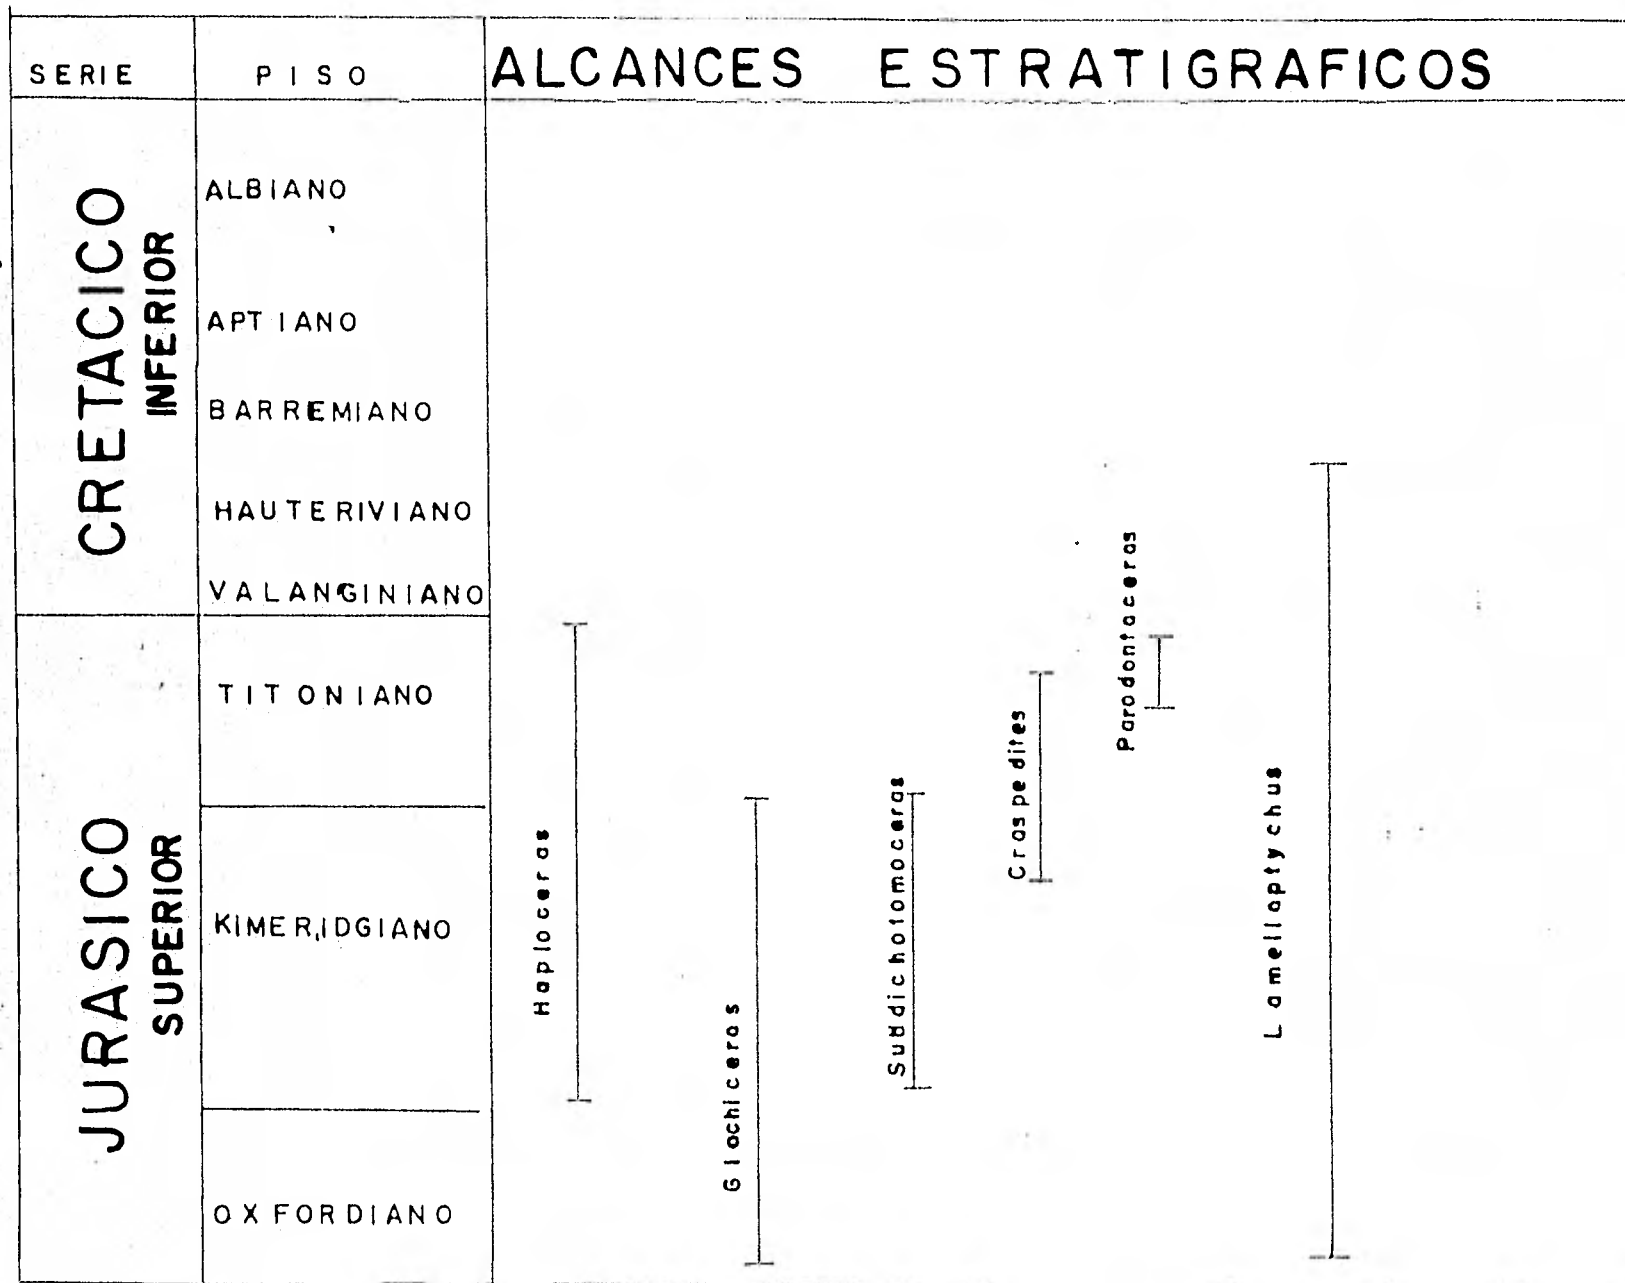 SERIE
PISO
ALCANCES ESTRATIGRAFICOS
CRETACICO
INFERIOR
ALBIANO
APTIANO
BARREMIANO
HAUTERIVIANO
VALANGINIANO
JURASICO
SUPERIOR
TITONIANO
KIMERIDGIANO
OXFORDIANO
Haploceras
Glochiceras
Subdichotomoceras
Craspedites
Parodontoceras
Lamellaptychus